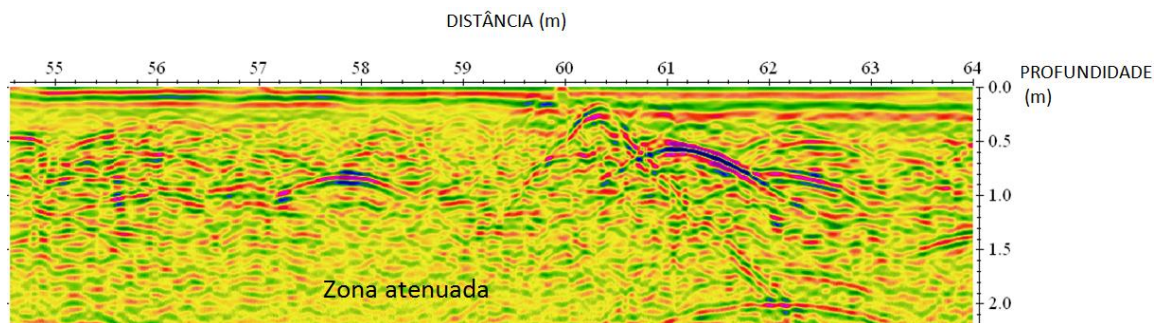 DISTÂNCIA (m)
55 56 57 58 59 60 61 62 63 64
PROFUNDIDADE
(m)
0.0
0.5
1.0
1.5
2.0
Zona atenuada